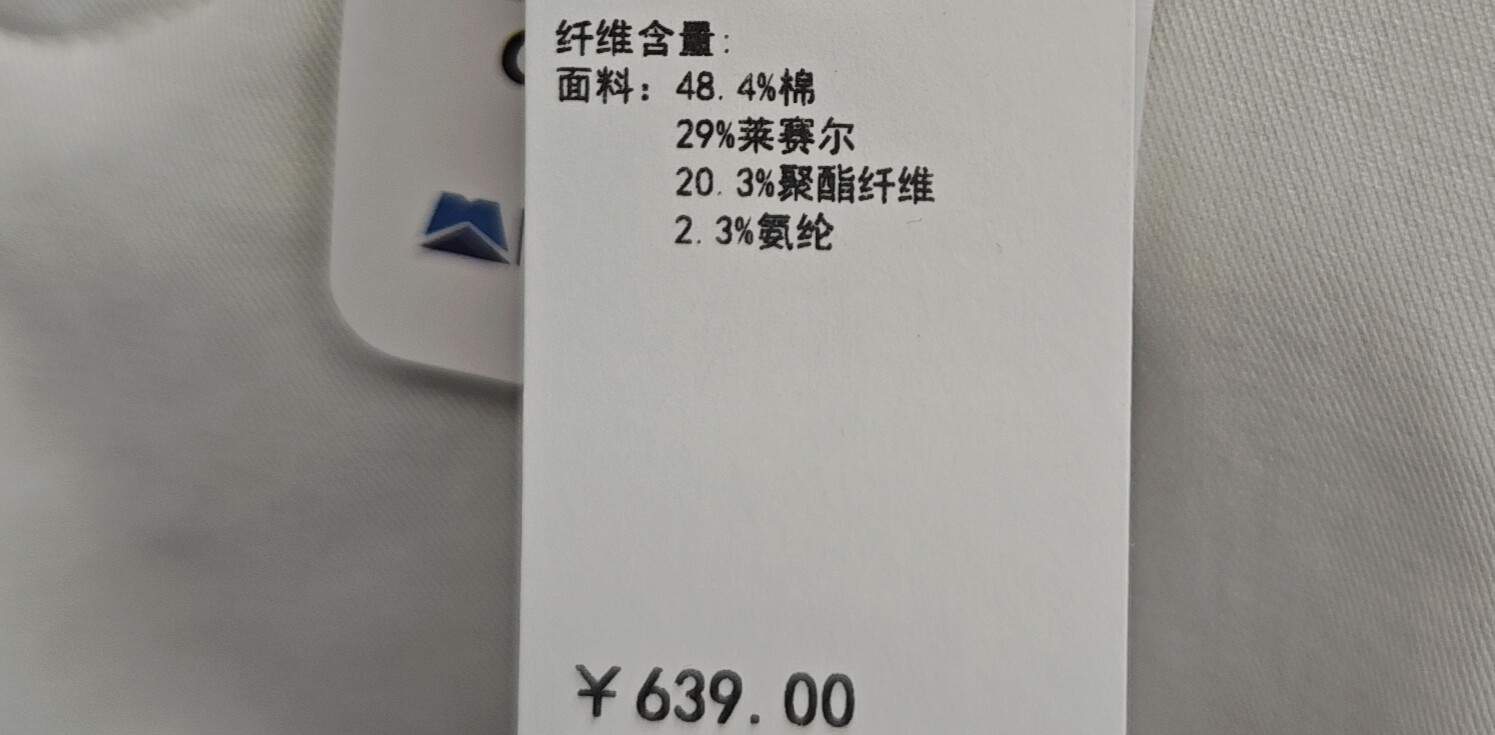 纤维含量:
面料：48.4%棉
29%莱赛尔
20.3%聚酯纤维
2.3%氨纶
￥639.00